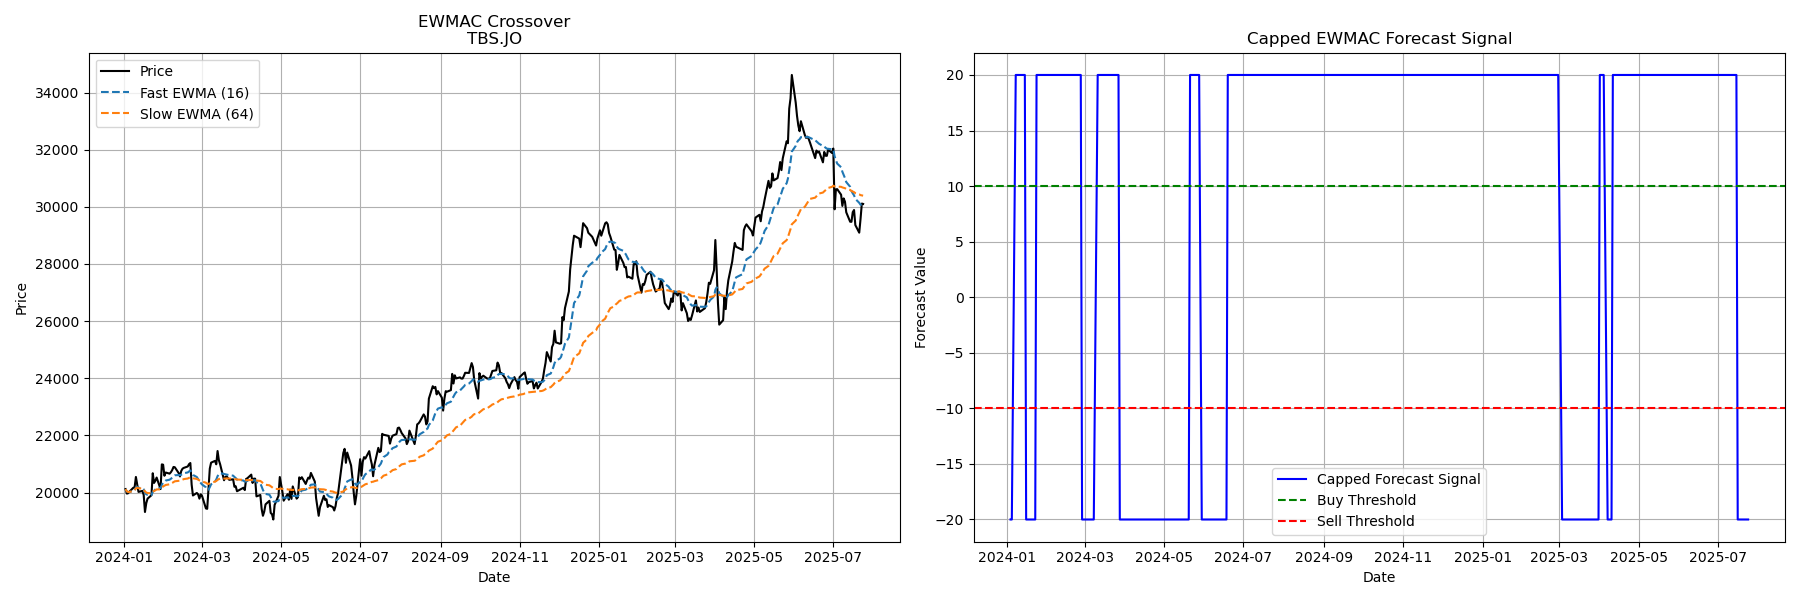 EWMAC Crossover
TBS.JO
Price
Fast EWMA (16)
Slow EWMA (64)
34000
32000
30000
28000
26000
24000
22000
20000
Price
2024-01 2024-03 2024-05 2024-07 2024-09 2024-11 2025-01 2025-03 2025-05 2025-07
Date
Capped EWMAC Forecast Signal
20
15
10
5
0
−5
−10
−15
−20
Forecast Value
Capped Forecast Signal
Buy Threshold
Sell Threshold
2024-01 2024-03 2024-05 2024-07 2024-09 2024-11 2025-01 2025-03 2025-05 2025-07
Date